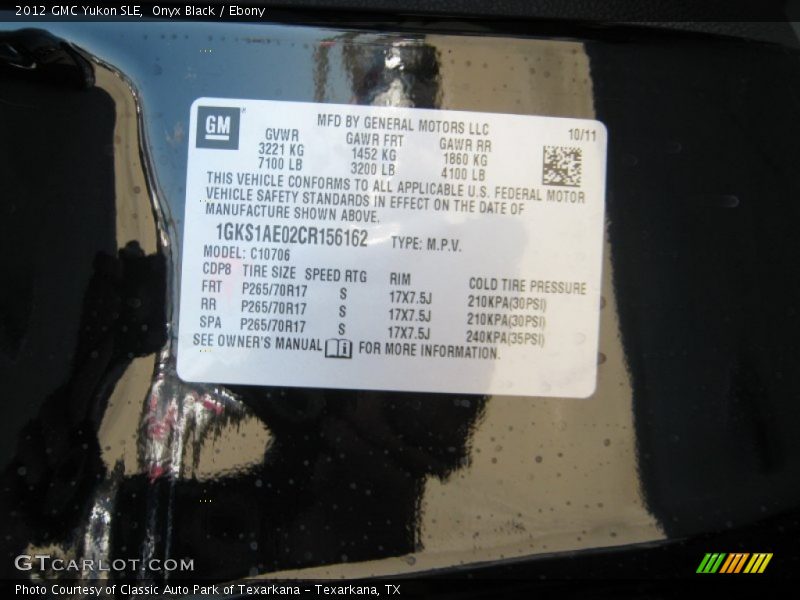 2012 GMC Yukon SLE, Onyx Black / Ebony
GM
MFD BY GENERAL MOTORS LLC
10/11
GVWR GAWR FRT GAWR RR
3221 KG 1452 KG 1860 KG
7100 LB 3200 LB 4100 LB
THIS VEHICLE CONFORMS TO ALL APPLICABLE U.S. FEDERAL MOTOR
VEHICLE SAFETY STANDARDS IN EFFECT ON THE DATE OF
MANUFACTURE SHOWN ABOVE.
1GKS1AE02CR156162 TYPE: M.P.V.
MODEL: C10706
CDP8 TIRE SIZE SPEED RTG RIM COLD TIRE PRESSURE
FRT P265/70R17 S 17X7.5J 210KPA(30PSI)
RR P265/70R17 S 17X7.5J 210KPA(30PSI)
SPA P265/70R17 S 17X7.5J 240KPA(35PSI)
SEE OWNER'S MANUAL i FOR MORE INFORMATION.
GTCARLOT.COM
Photo Courtesy of Classic Auto Park of Texarkana - Texarkana, TX